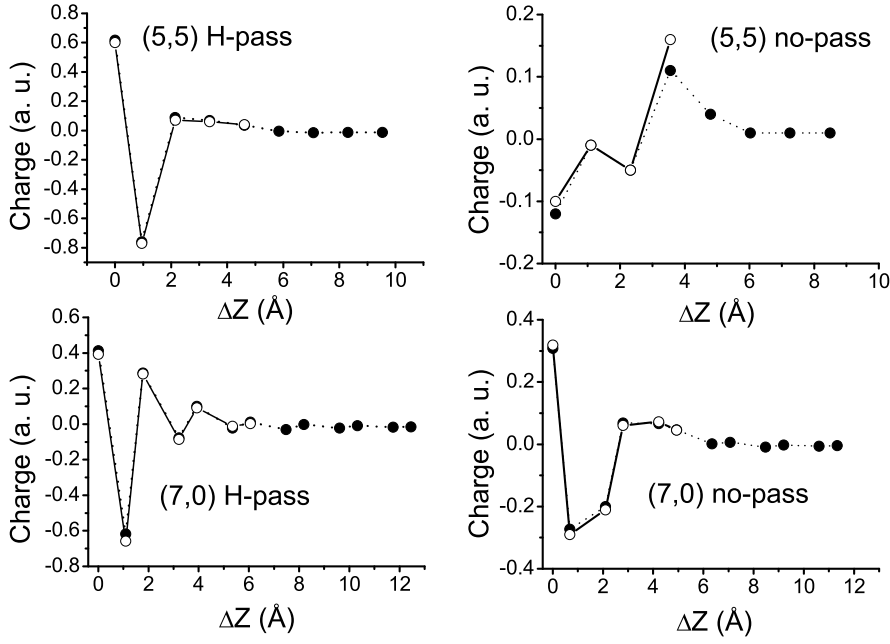 (5,5) H-pass
Charge (a. u.)
0.8
0.6
0.4
0.2
0.0
-0.2
-0.4
-0.6
-0.8
0 2 4 6 8 10
ΔZ (Å)
(5,5) no-pass
Charge (a. u.)
0.2
0.1
0.0
-0.1
-0.2
0 2 4 6 8 10
ΔZ (Å)
(7,0) H-pass
Charge (a. u.)
0.6
0.4
0.2
0.0
-0.2
-0.4
-0.6
-0.8
0 2 4 6 8 10 12
ΔZ (Å)
(7,0) no-pass
Charge (a. u.)
0.4
0.2
0.0
-0.2
-0.4
0 2 4 6 8 10 12
ΔZ (Å)